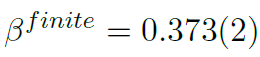 β^{finite} = 0.373(2)